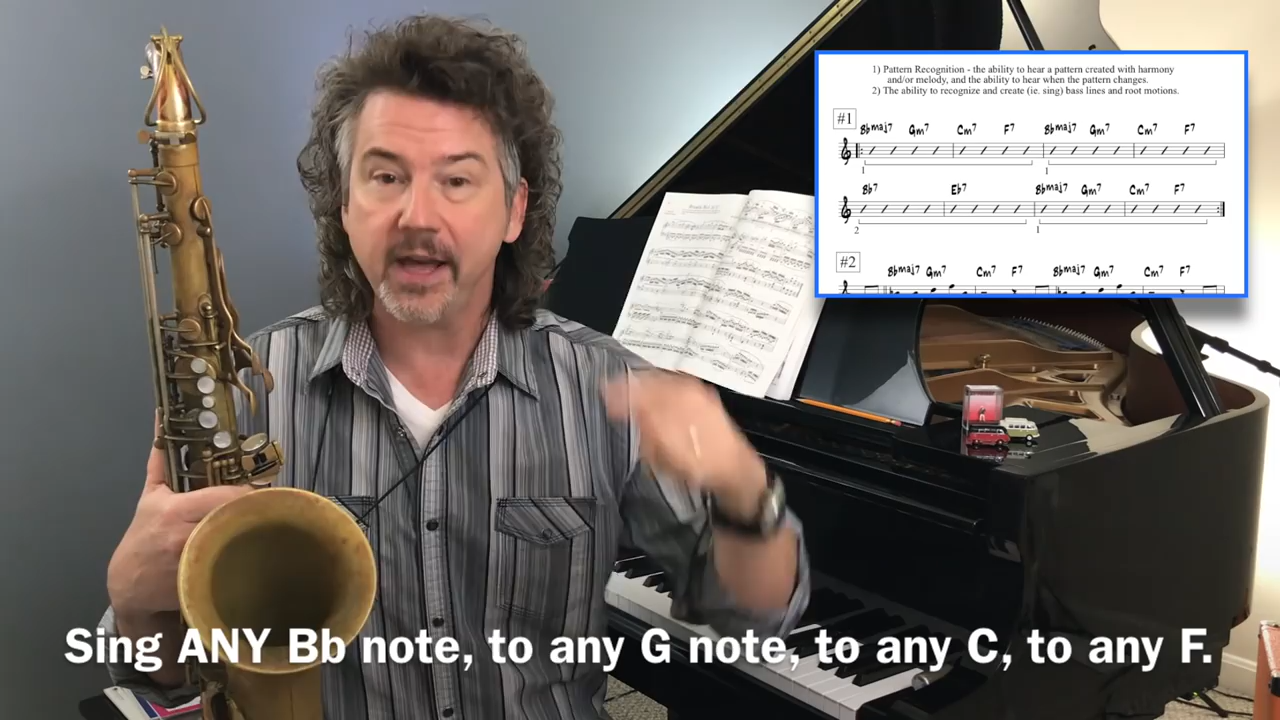 1) Pattern Recognition - the ability to hear a pattern created with harmony
and/or melody, and the ability to hear when the pattern changes.
2) The ability to recognize and create (ie. sing) bass lines and root motions.
#1
Bbmaj7 Gm7 Cm7 F7 Bbmaj7 Gm7 Cm7 F7
1 1
Bb7 Eb7 Bbmaj7 Gm7 Cm7 F7
2 1
#2
Bbmaj7 Gm7 Cm7 F7 Bbmaj7 Gm7 Cm7 F7
Sing ANY Bb note, to any G note, to any C, to any F.